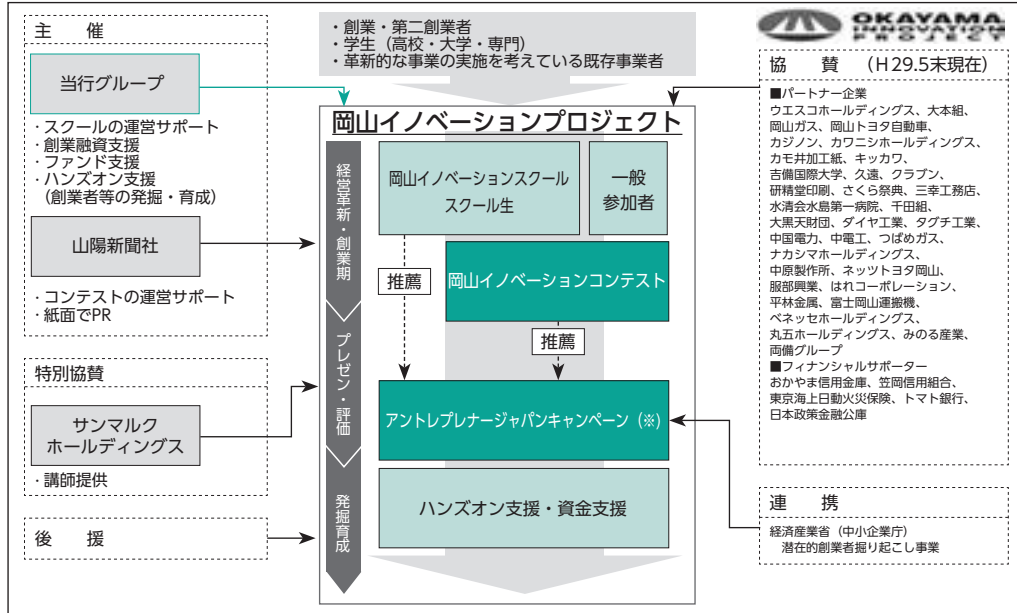 主　催
当行グループ
・スクールの運営サポート
・創業融資支援
・ファンド支援
・ハンズオン支援
（創業者等の発掘・育成）
山陽新聞社
・コンテストの運営サポート
・紙面でPR
特別協賛
サンマルク
ホールディングス
・講師提供
後　援
・創業・第二創業者
・学生（高校・大学・専門）
・革新的な事業の実施を考えている既存事業者
岡山イノベーションプロジェクト
経営革新・創業期
プレゼン・評価
発掘育成
岡山イノベーションスクール
スクール生
一般
参加者
推薦
岡山イノベーションコンテスト
推薦
アントレプレナージャパンキャンペーン（※）
ハンズオン支援・資金支援
OKAYAMA
INNOVATION
PROJECT
協　賛　（H29.5末現在）
■パートナー企業
ウエスコホールディングス、大本組、
岡山ガス、岡山トヨタ自動車、
カジノン、カワニシホールディングス、
カモ井加工紙、キッカワ、
吉備国際大学、久遠、クラブン、
研精堂印刷、さくら祭典、三幸工務店、
水清会水島第一病院、千田組、
大黒天財団、ダイヤ工業、タグチ工業、
中国電力、中電工、つばめガス、
ナカシマホールディングス、
中原製作所、ネッツトヨタ岡山、
服部興業、はれコーポレーション、
平林金属、富士岡山運搬機、
ベネッセホールディングス、
丸五ホールディングス、みのる産業、
両備グループ
■フィナンシャルサポーター
おかやま信用金庫、笠岡信用組合、
東京海上日動火災保険、トマト銀行、
日本政策金融公庫
連　携
経済産業省（中小企業庁）
潜在的創業者掘り起こし事業